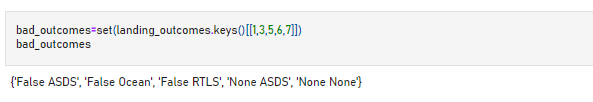 bad_outcomes=set(landing_outcomes.keys()[[1,3,5,6,7]])
bad_outcomes
{'False ASDS', 'False Ocean', 'False RTLS', 'None ASDS', 'None None'}